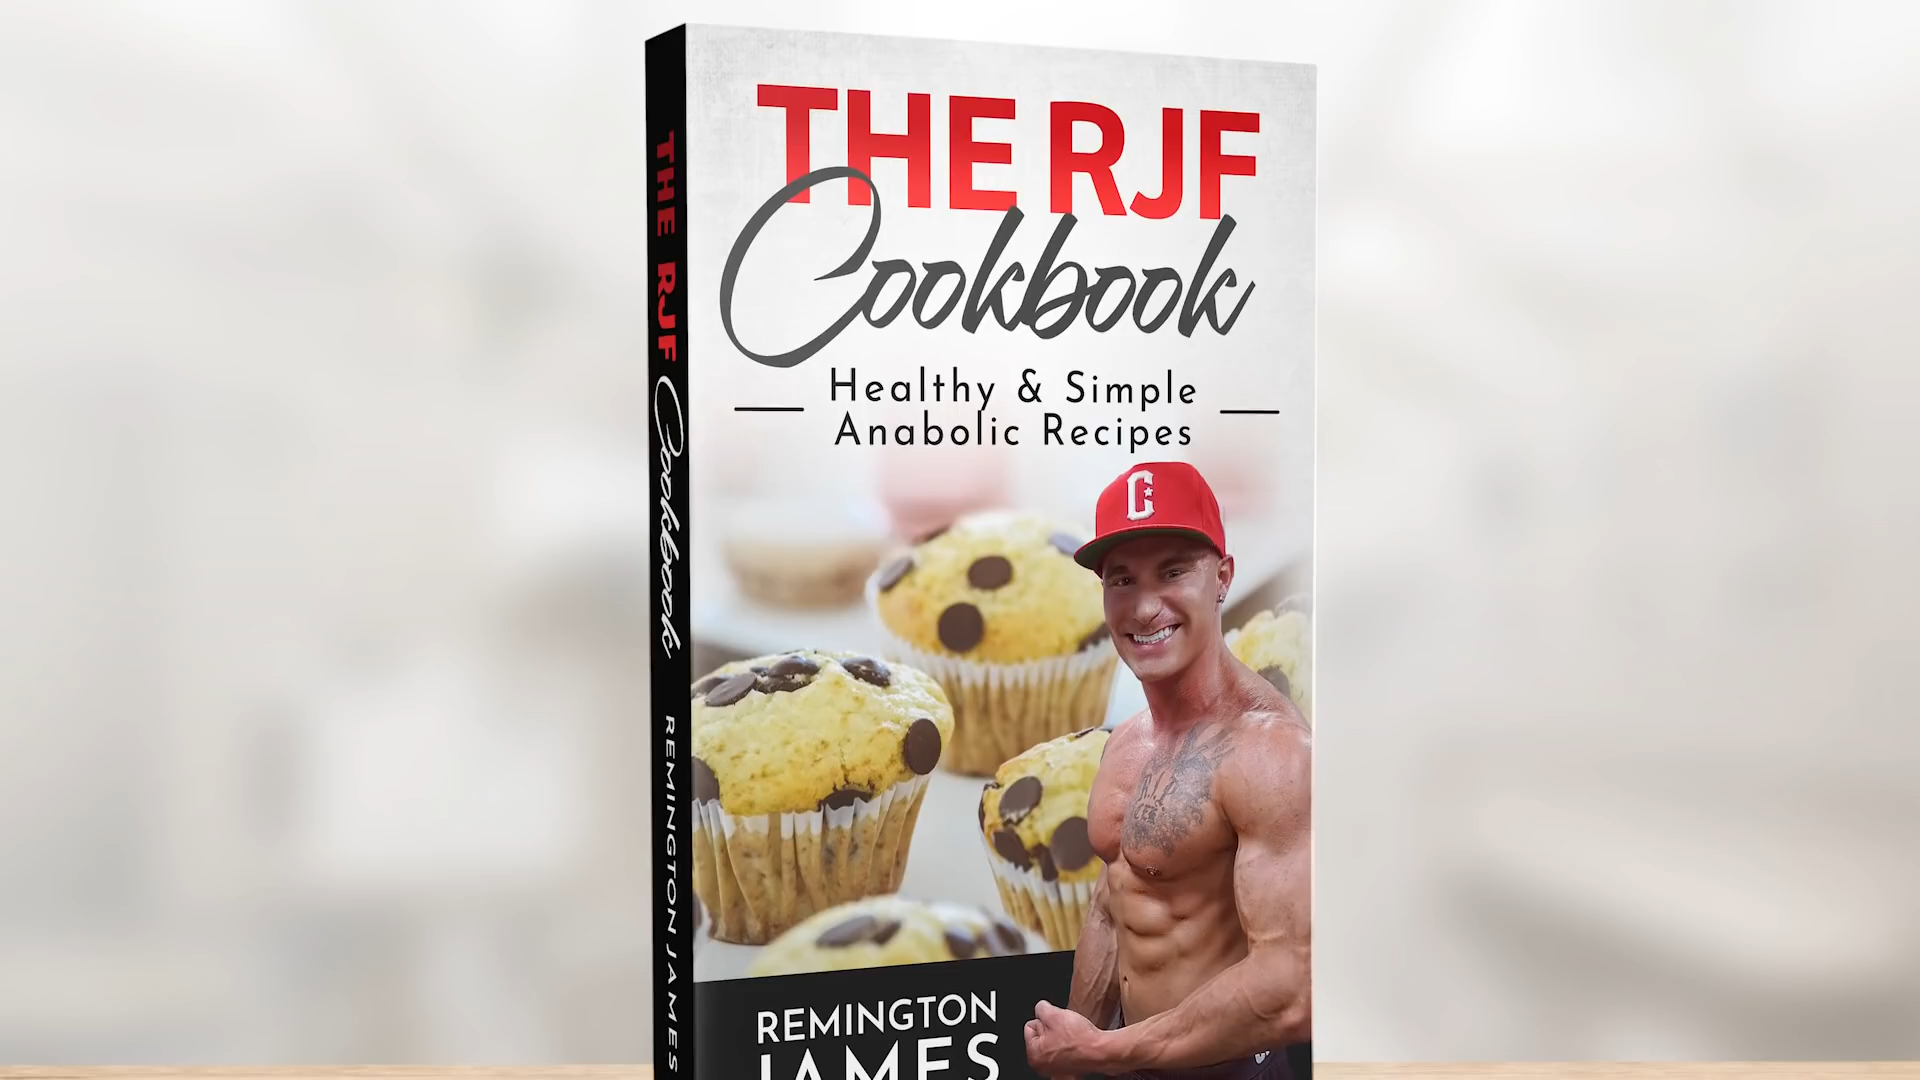 THE RJF
Cookbook
Healthy & Simple
Anabolic Recipes
C
R.I.P
REMINGTON
JAMES
THE RJF Cookbook REMINGTON JAMES